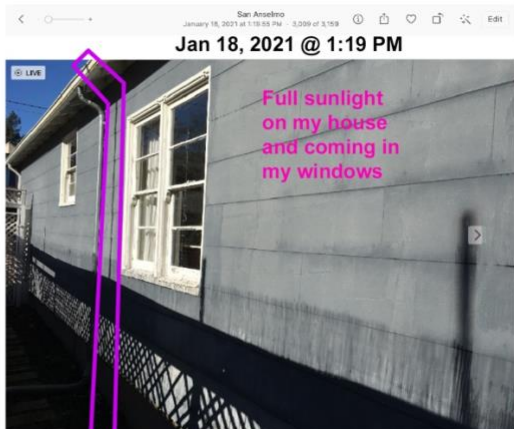 San Anselmo
January 18, 2021 at 1:19:55 PM - 3,009 of 3,159
Edit
Jan 18, 2021 @ 1:19 PM
LIVE
Full sunlight
on my house
and coming in
my windows